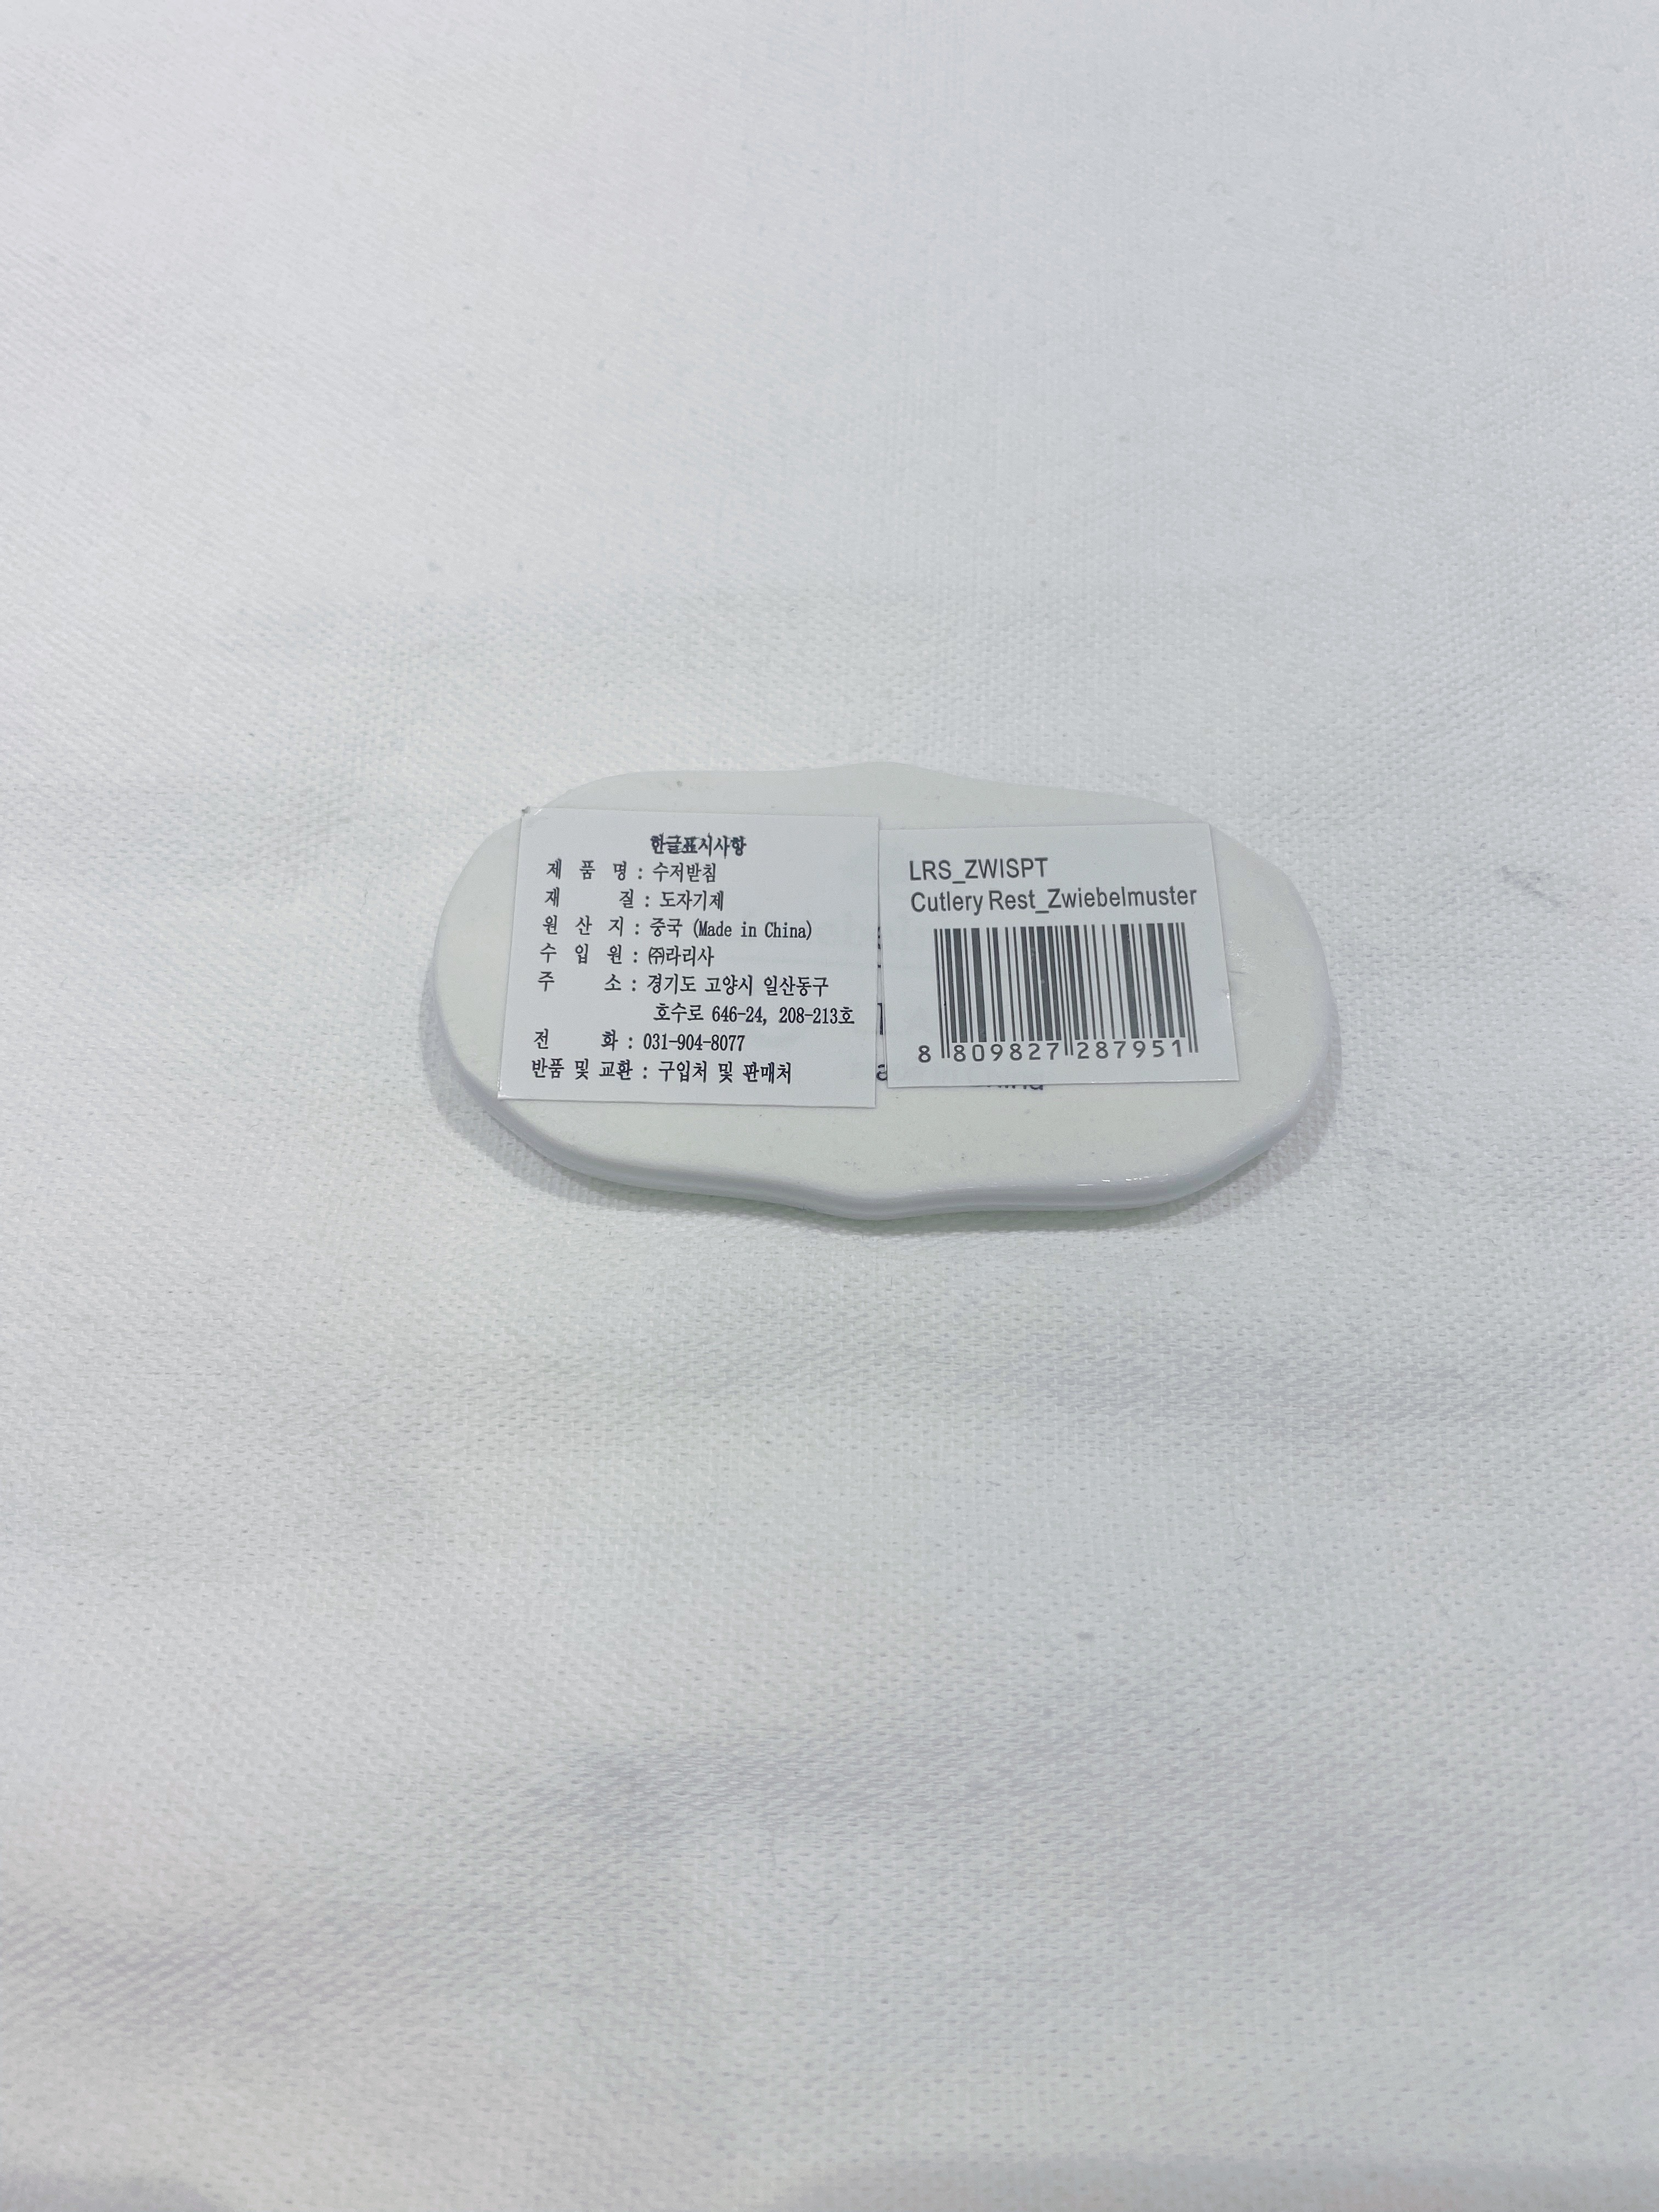 한글표시사항
제 품 명 : 수저받침
재 질 : 도자기제
원 산 지 : 중국 (Made in China)
수 입 원 : ㈜라리사
주 소 : 경기도 고양시 일산동구
호수로 646-24, 208-213호
전 화 : 031-904-8077
반품 및 교환 : 구입처 및 판매처
LRS_ZWISPT
Cutlery Rest_Zwiebelmuster
8 809827 287951